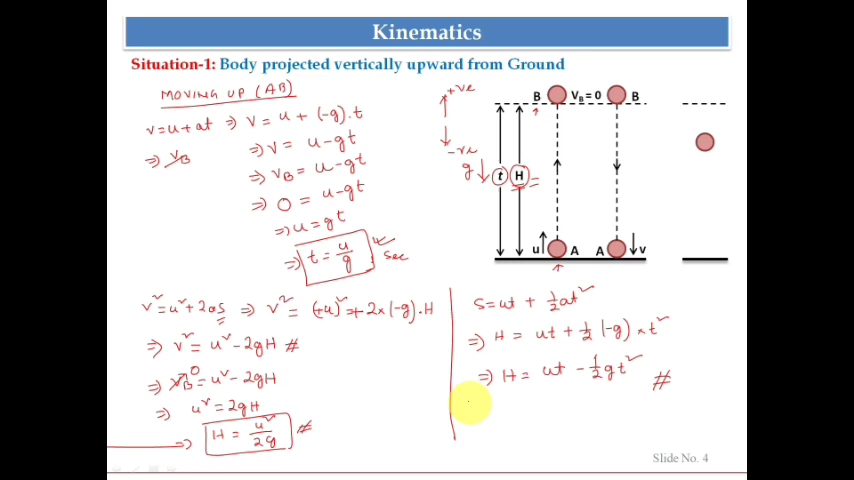 Kinematics
Situation-1: Body projected vertically upward from Ground
MOVING UP (AB)
v = u + at ⇒ v = u + (-g).t
⇒ v = u - gt
⇒ V_B
⇒ V_B = u - gt
⇒ 0 = u - gt
⇒ u = gt
⇒ t = u/g sec
v² = u² + 2as ⇒ v² = (+u)² + 2×(-g).H
⇒ v² = u² - 2gH #
⇒ V_B² 0 = u² - 2gH
⇒ u² = 2gH
⇒ H = u²/2g #
+ve
-ve
g
B V_B = 0 B
t H
u A A v
S = ut + ½at²
⇒ H = ut + ½(-g) × t²
⇒ H = ut - ½gt² #
Slide No. 4